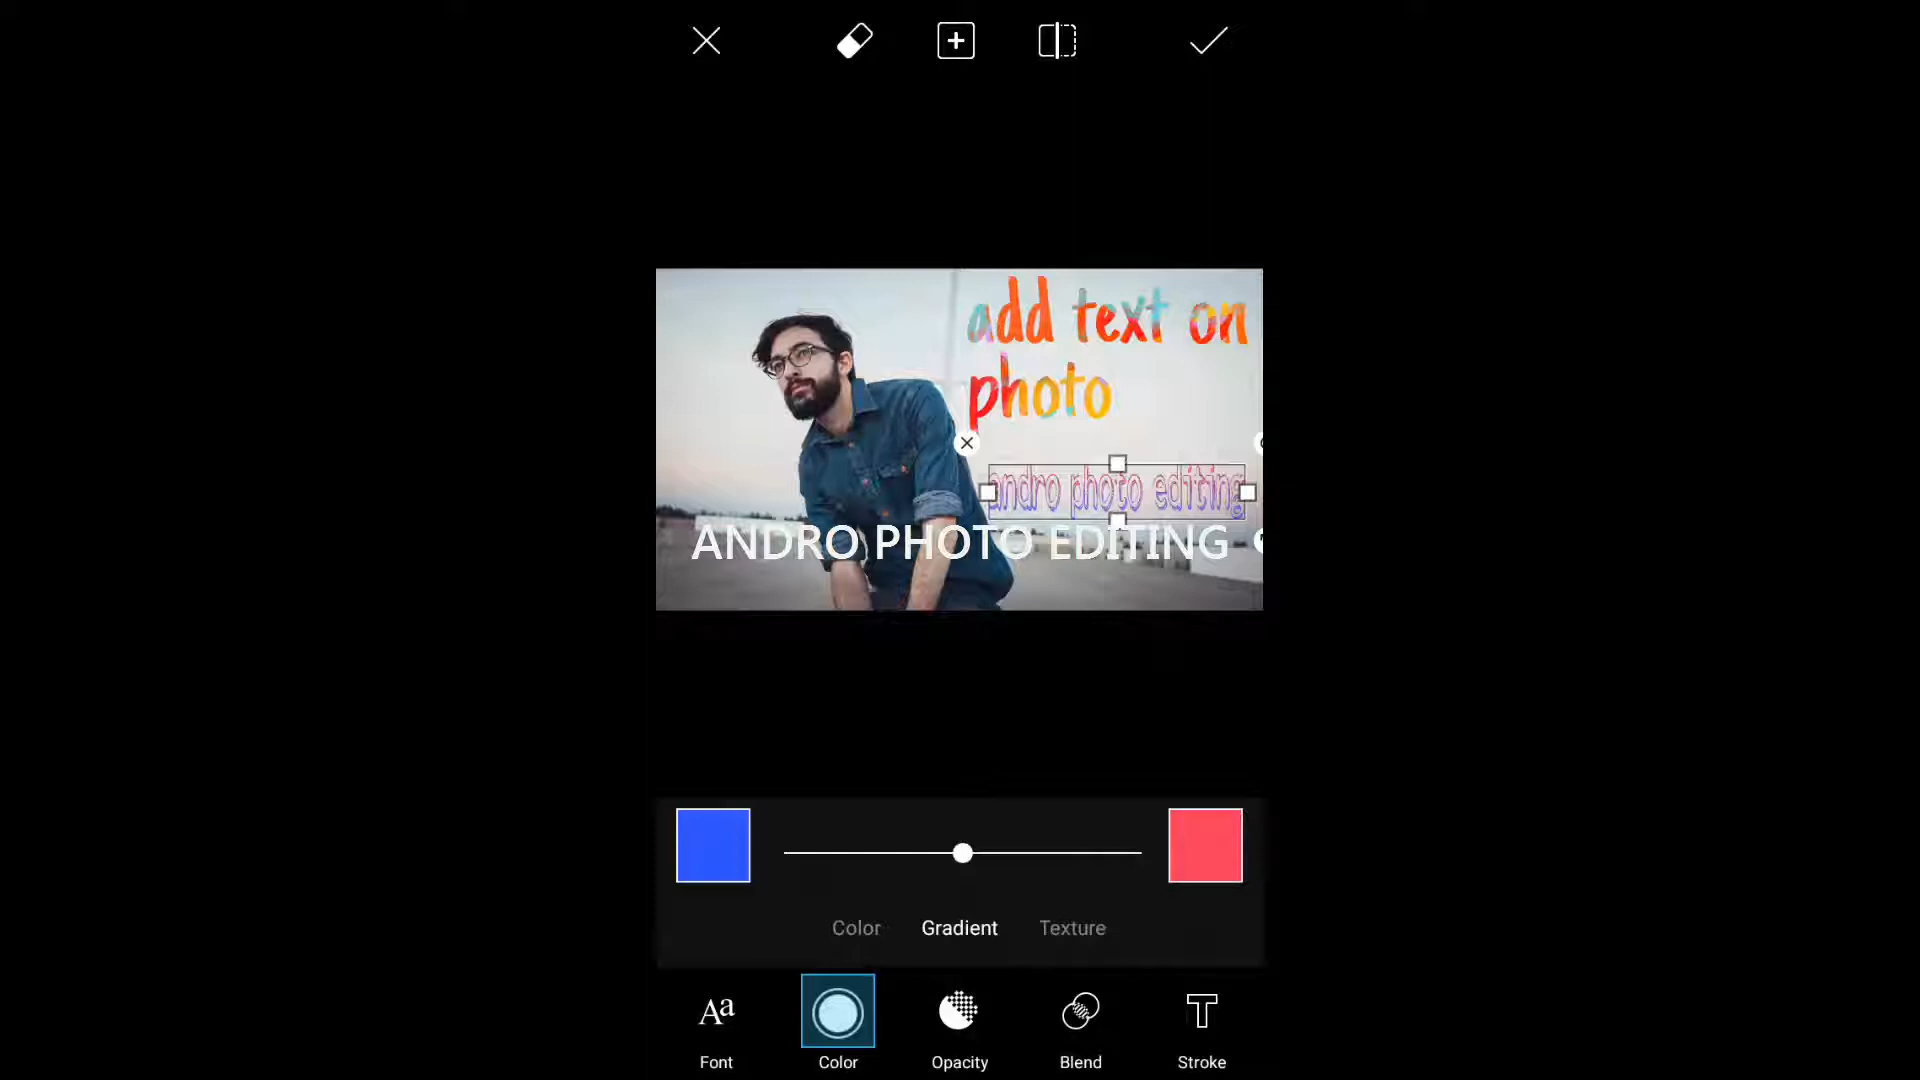 add text on
photo
andro photo editing
ANDRO PHOTO EDITING
Color Gradient Texture
Font Color Opacity Blend Stroke